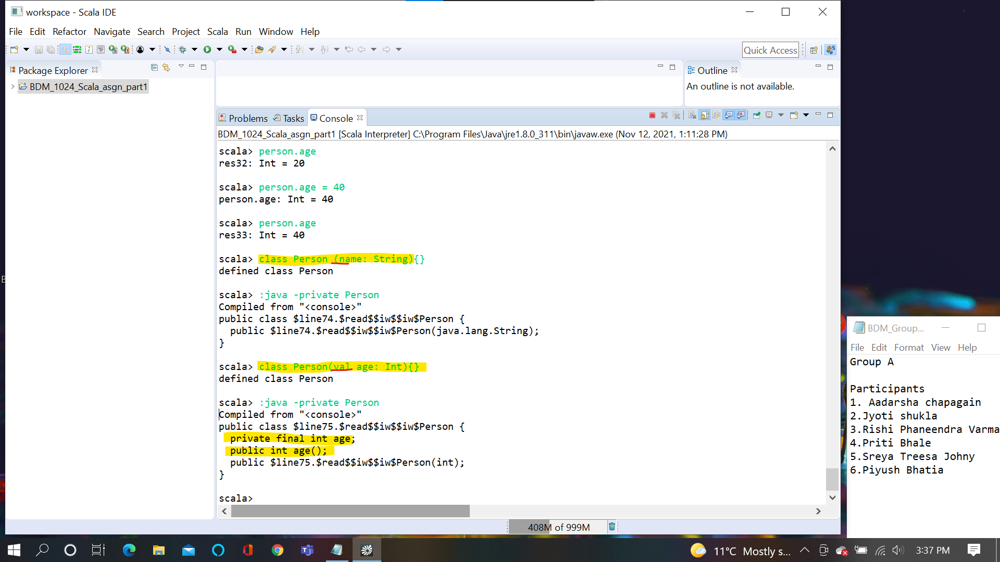 workspace - Scala IDE
File Edit Refactor Navigate Search Project Scala Run Window Help
Quick Access
Package Explorer
BDM_1024_Scala_asgn_part1
Outline
An outline is not available.
Problems Tasks Console
BDM_1024_Scala_asgn_part1 [Scala Interpreter] C:\Program Files\Java\jre1.8.0_311\bin\javaw.exe (Nov 12, 2021, 1:11:28 PM)
scala> person.age
res32: Int = 20
scala> person.age = 40
person.age: Int = 40
scala> person.age
res33: Int = 40
scala> class Person (name: String){}
defined class Person
scala> :java -private Person
Compiled from "<console>"
public class $line74.$read$$iw$$iw$Person {
  public $line74.$read$$iw$$iw$Person(java.lang.String);
}
scala> class Person(val age: Int){}
defined class Person
scala> :java -private Person
Compiled from "<console>"
public class $line75.$read$$iw$$iw$Person {
  private final int age;
  public int age();
  public $line75.$read$$iw$$iw$Person(int);
}
scala>
408M of 999M
BDM_Group...
File Edit Format View Help
Group A
Participants
1. Aadarsha chapagain
2.Jyoti shukla
3.Rishi Phaneendra Varma
4.Priti Bhale
5.Sreya Treesa Johny
6.Piyush Bhatia
11°C Mostly s...
3:37 PM